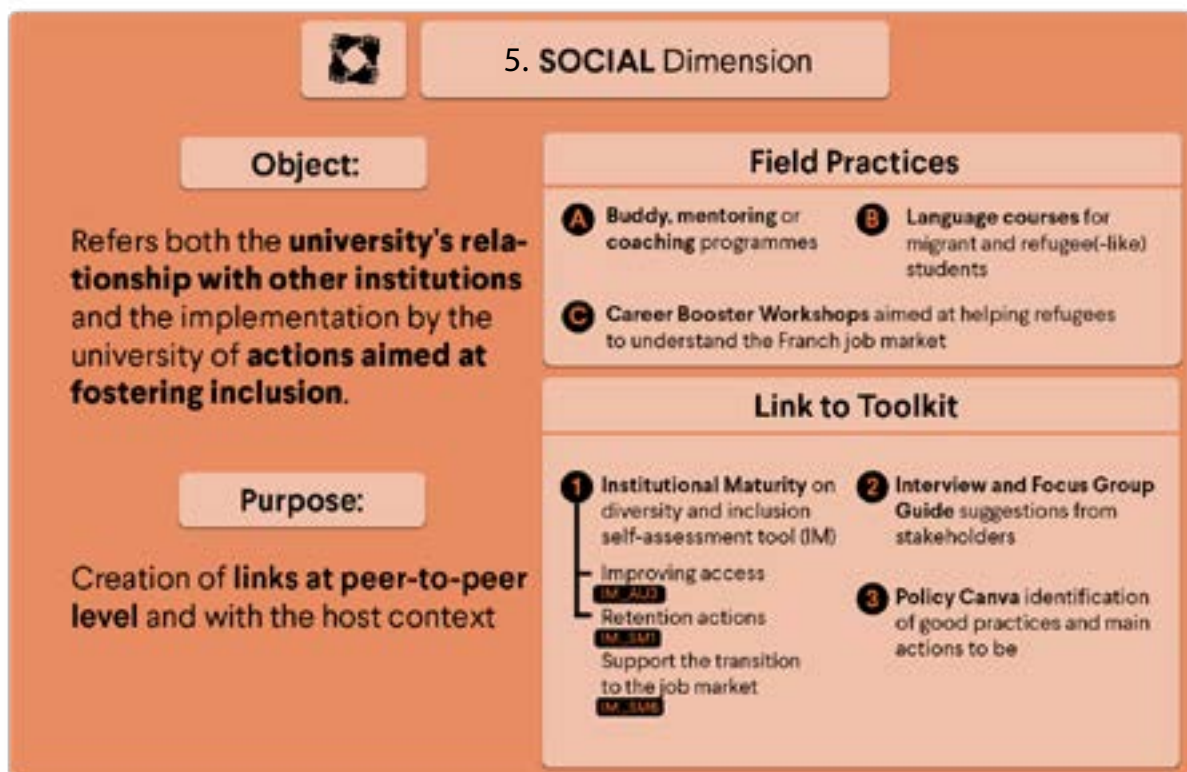 5. SOCIAL Dimension
Object:
Refers both the university's rela-
tionship with other institutions
and the implementation by the
university of actions aimed at
fostering inclusion.
Purpose:
Creation of links at peer-to-peer
level and with the host context
Field Practices
A Buddy, mentoring or
coaching programmes
B Language courses for
migrant and refugee(-like)
students
C Career Booster Workshops aimed at helping refugees
to understand the Franch job market
Link to Toolkit
1 Institutional Maturity on
diversity and inclusion
self-assessment tool (IM)
Improving access
IM_AU3
Retention actions
IM_SM1
Support the transition
to the job market
IM_SM6
2 Interview and Focus Group
Guide suggestions from
stakeholders
3 Policy Canva identification
of good practices and main
actions to be